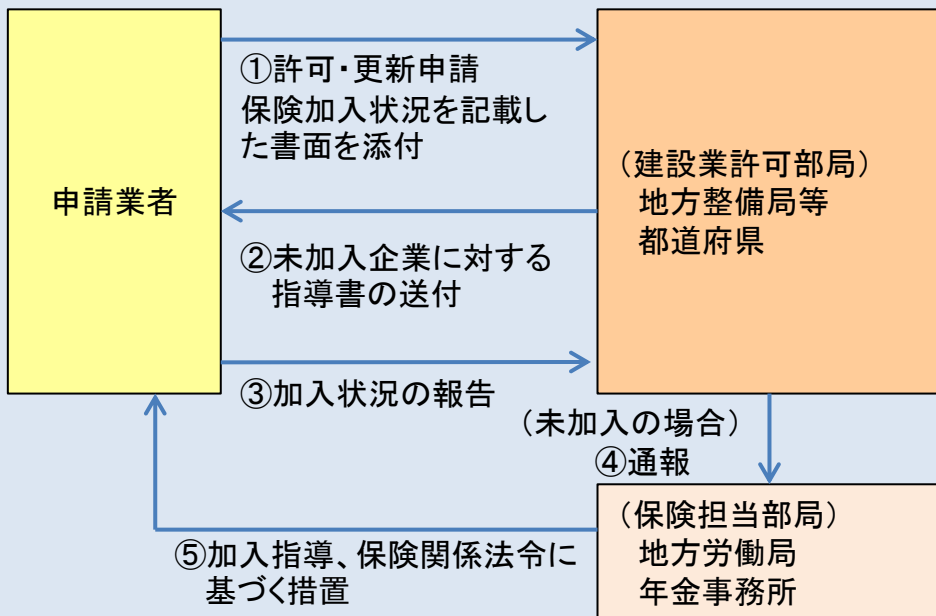 申請業者
①許可・更新申請
保険加入状況を記載し
た書面を添付
（建設業許可部局）
地方整備局等
都道府県
②未加入企業に対する
指導書の送付
③加入状況の報告
（未加入の場合）
④通報
（保険担当部局）
地方労働局
年金事務所
⑤加入指導、保険関係法令に
基づく措置